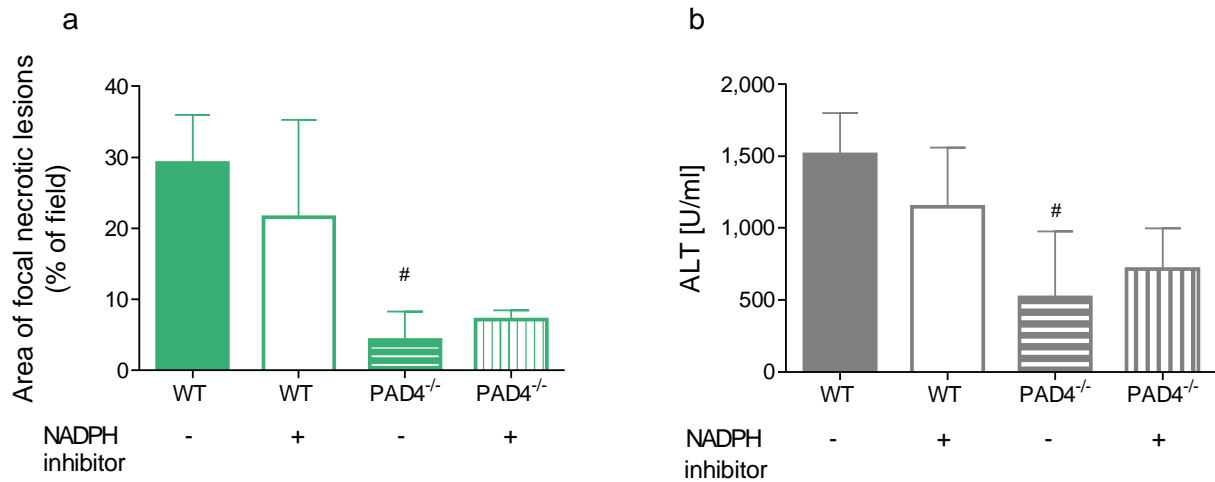 a
Area of focal necrotic lesions
(% of field)
40
30
20
10
0
#
WT
WT
PAD4-/-
PAD4-/-
NADPH
inhibitor
-
+
-
+
b
ALT [U/ml]
2,000
1,500
1,000
500
0
#
WT
WT
PAD4-/-
PAD4-/-
NADPH
inhibitor
-
+
-
+